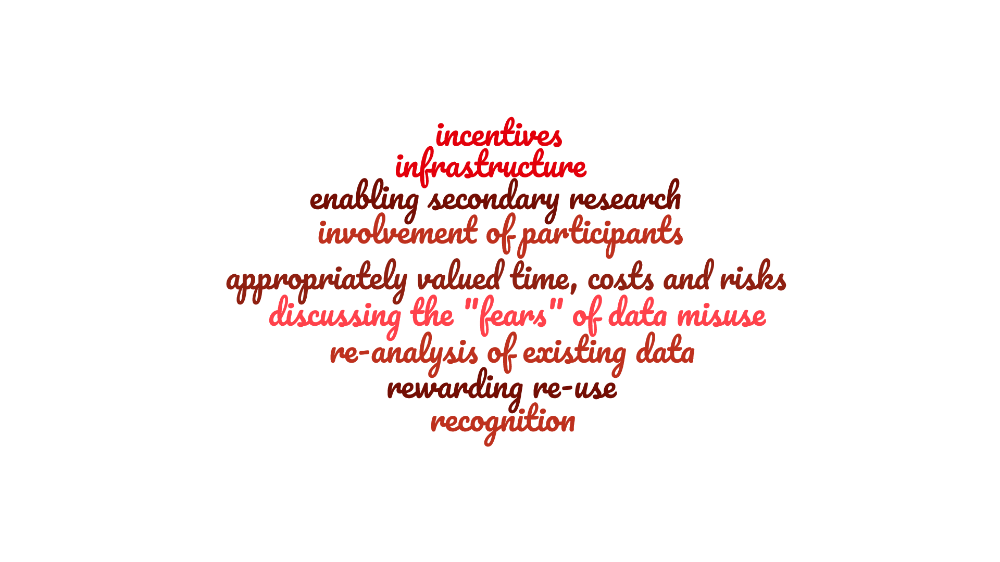 incentives
infrastructure
enabling secondary research
involvement of participants
appropriately valued time, costs and risks
discussing the "fears" of data misuse
re-analysis of existing data
rewarding re-use
recognition